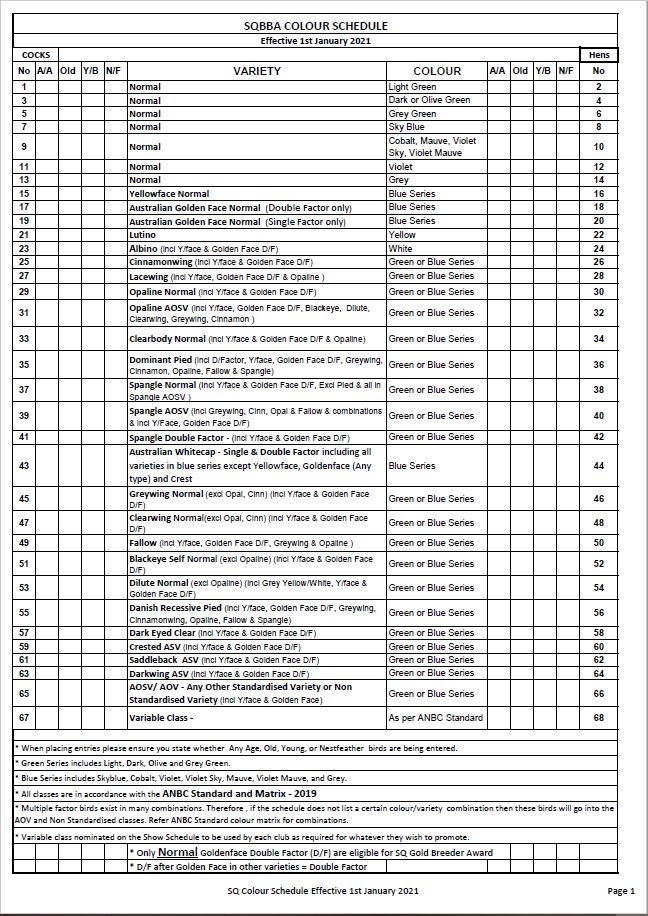 SQBBA COLOUR SCHEDULE
Effective 1st January 2021
COCKS Hens
No A/A Old Y/B N/F VARIETY COLOUR A/A Old Y/B N/F No
1 Normal Light Green 2
3 Normal Dark or Olive Green 4
5 Normal Grey Green 6
7 Normal Sky Blue 8
9 Normal Cobalt, Mauve, Violet 10
Sky, Violet Mauve
11 Normal Violet 12
13 Normal Grey 14
15 Yellowface Normal Blue Series 16
17 Australian Golden Face Normal (Double Factor only) Blue Series 18
19 Australian Golden Face Normal (Single Factor only) Blue Series 20
21 Lutino Yellow 22
23 Albino (incl Y/face & Golden Face D/F) White 24
25 Cinnamonwing (incl Y/face & Golden Face D/F) Green or Blue Series 26
27 Lacewing (incl Y/face, Golden Face D/F & Opaline ) Green or Blue Series 28
29 Opaline Normal (incl Y/face & Golden Face D/F) Green or Blue Series 30
31 Opaline AOSV (incl Y/face, Golden Face D/F, Blackeye, Dilute, Green or Blue Series 32
Clearwing, Greywing, Cinnamon )
33 Clearbody Normal (incl Y/face & Golden Face D/F & Opaline) Green or Blue Series 34
35 Dominant Pied (incl D/Factor, Y/face, Golden Face D/F, Greywing, Green or Blue Series 36
Cinnamon, Opaline, Fallow & Spangle)
37 Spangle Normal (incl Y/face & Golden Face D/F, Excl Pied & all in Green or Blue Series 38
Spangle AOSV )
39 Spangle AOSV (incl Greywing, Cinn, Opal & Fallow & combinations Green or Blue Series 40
& incl Y/Face, Golden Face D/F)
41 Spangle Double Factor - (incl Y/face & Golden Face D/F) Green or Blue Series 42
43 Australian Whitecap - Single & Double Factor including all Blue Series 44
varieties in blue series except Yellowface, Goldenface (Any
type) and Crest
45 Greywing Normal (excl Opal, Cinn) (incl Y/face & Golden Face Green or Blue Series 46
D/F)
47 Clearwing Normal(excl Opal, Cinn) (incl Y/face & Golden Face Green or Blue Series 48
D/F)
49 Fallow (incl Y/face, Golden Face D/F, Greywing & Opaline ) Green or Blue Series 50
51 Blackeye Self Normal (excl Opaline) (incl Y/face & Golden Face Green or Blue Series 52
D/F)
53 Dilute Normal (excl Opaline) (incl Grey Yellow/White, Y/face & Green or Blue Series 54
Golden Face D/F)
55 Danish Recessive Pied (incl Y/face, Golden Face D/F, Greywing, Green or Blue Series 56
Cinnamonwing, Opaline, Fallow & Spangle)
57 Dark Eyed Clear (incl Y/face & Golden Face D/F) Green or Blue Series 58
59 Crested ASV (incl Y/face & Golden Face D/F) Green or Blue Series 60
61 Saddleback ASV (incl Y/face & Golden Face D/F) Green or Blue Series 62
63 Darkwing ASV (incl Y/face & Golden Face D/F) Green or Blue Series 64
65 AOSV/ AOV - Any Other Standardised Variety or Non Green or Blue Series 66
Standardised Variety (incl Y/face & Golden Face)
67 Variable Class - As per ANBC Standard 68
* When placing entries please ensure you state whether Any Age, Old, Young, or Nestfeather birds are being entered.
* Green Series includes Light, Dark, Olive and Grey Green.
* Blue Series includes Skyblue, Cobalt, Violet, Violet Sky, Mauve, Violet Mauve, and Grey.
* All classes are in accordance with the ANBC Standard and Matrix - 2019
* Multiple factor birds exist in many combinations. Therefore , if the schedule does not list a certain colour/variety combination then these birds will go into the
AOV and Non Standardised classes. Refer ANBC Standard colour matrix for combinations.
* Variable class nominated on the Show Schedule to be used by each club as required for whatever they wish to promote.
* Only Normal Goldenface Double Factor (D/F) are eligible for SQ Gold Breeder Award
* D/F after Golden Face in other varieties = Double Factor
SQ Colour Schedule Effective 1st January 2021 Page 1